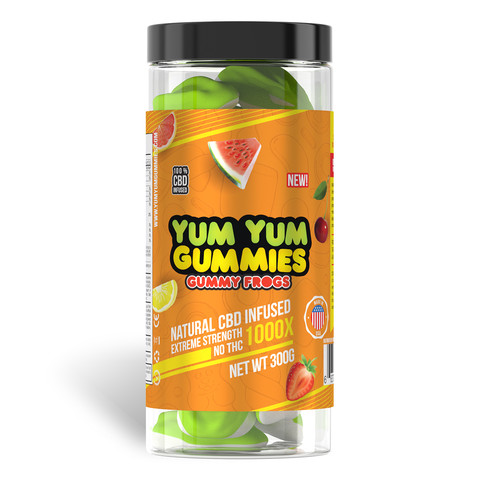 100%
CBD
INFUSED
NEW!
YUM YUM
GUMMIES
GUMMY FROGS
NATURAL CBD INFUSED
EXTREME STRENGTH 1000X
NO THC
NET WT 300G